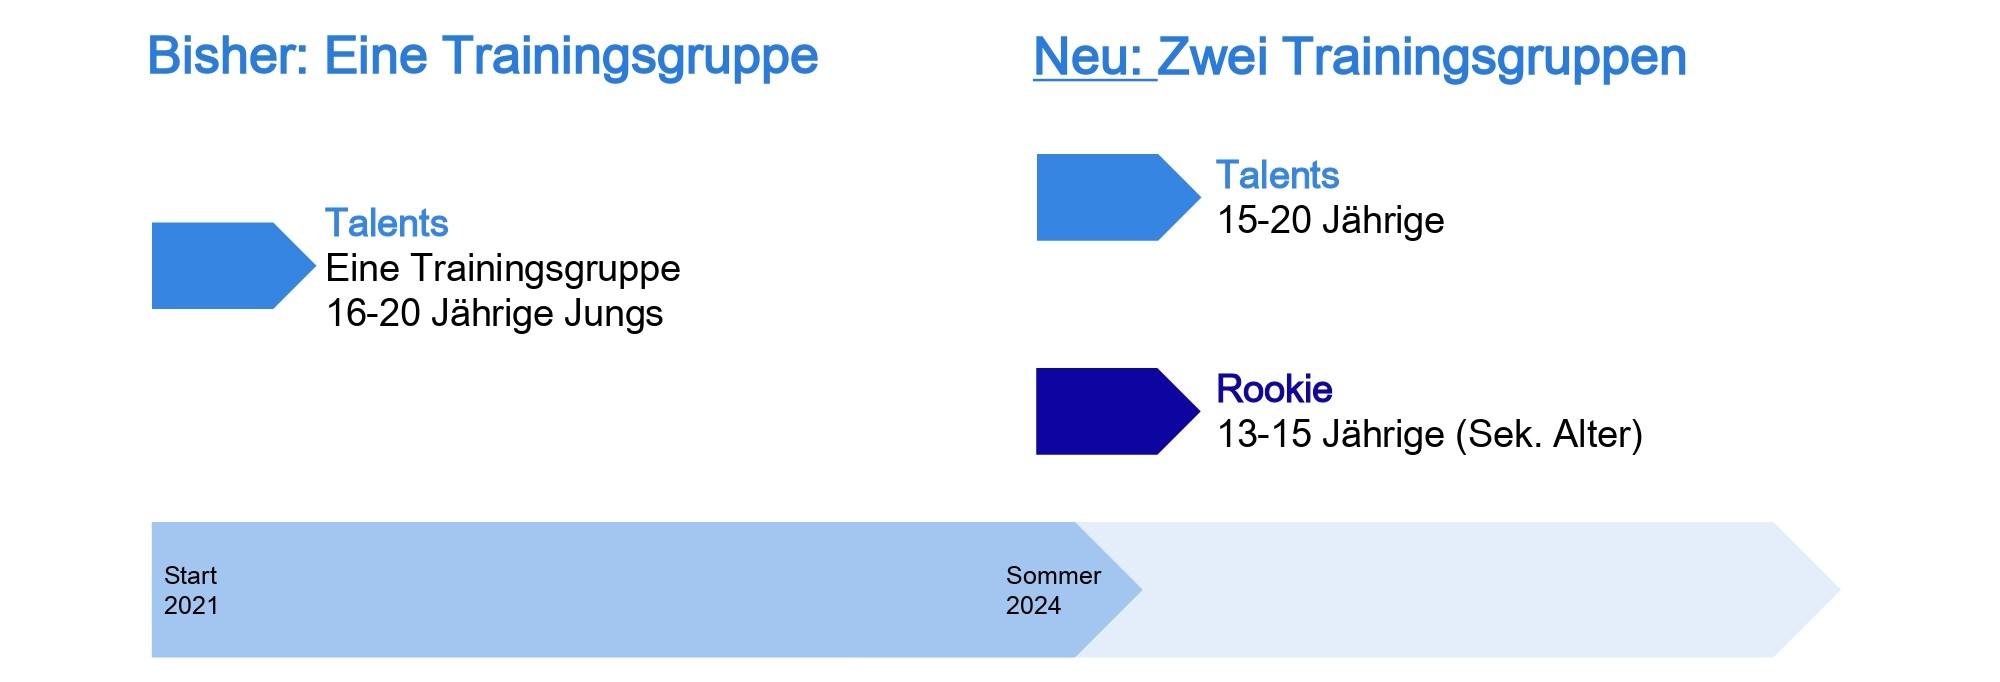 Bisher: Eine Trainingsgruppe
Talents
Eine Trainingsgruppe
16-20 Jährige Jungs
Neu: Zwei Trainingsgruppen
Talents
15-20 Jährige
Rookie
13-15 Jährige (Sek. Alter)
Start
2021
Sommer
2024